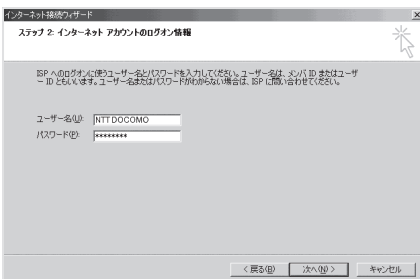 インターネット接続ウィザード
ステップ 2: インターネット アカウントのログオン情報
ISP へのログオンに使うユーザー名とパスワードを入力してください。ユーザー名は、メンバ ID またはユーザ
ー ID ともいいます。ユーザー名またはパスワードがわからない場合は、ISP に問い合わせてください。
ユーザー名(U): NTT DOCOMO
パスワード(P): ********
< 戻る(B) 次へ(N) > キャンセル